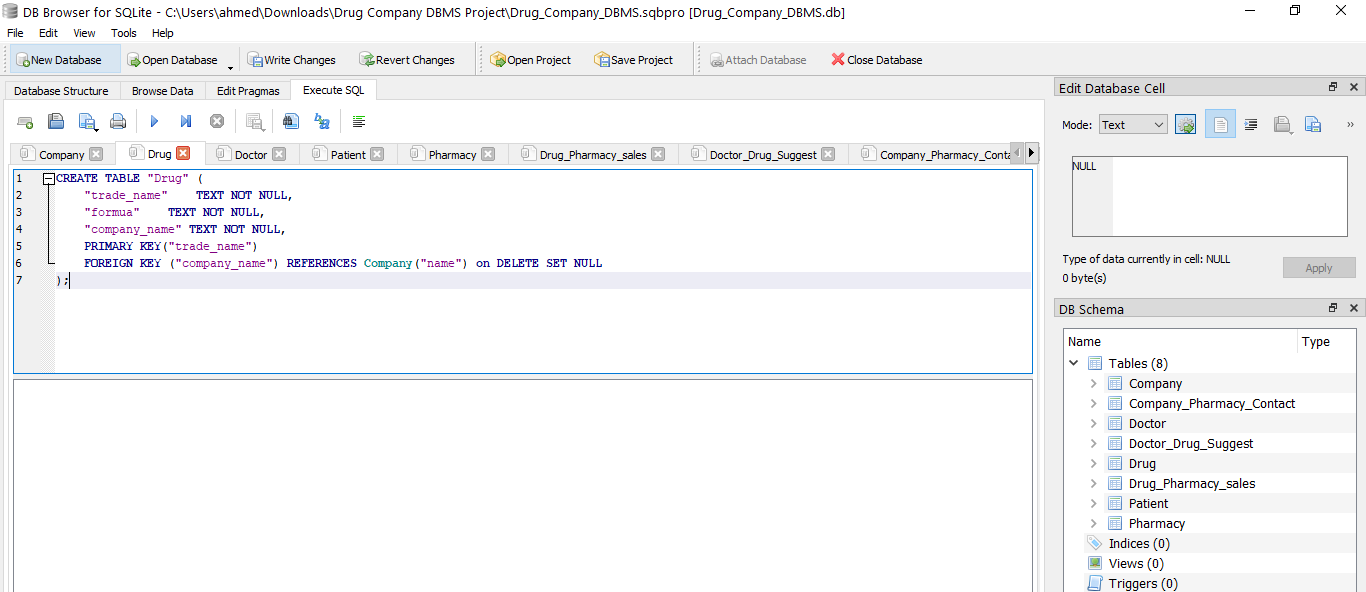 DB Browser for SQLite - C:\Users\ahmed\Downloads\Drug Company DBMS Project\Drug_Company_DBMS.sqbpro [Drug_Company_DBMS.db]
File Edit View Tools Help
New Database Open Database Write Changes Revert Changes Open Project Save Project Attach Database Close Database
Database Structure Browse Data Edit Pragmas Execute SQL
Company Drug Doctor Patient Pharmacy Drug_Pharmacy_sales Doctor_Drug_Suggest Company_Pharmacy_Conta
1 CREATE TABLE "Drug" (
2 "trade_name" TEXT NOT NULL,
3 "formua" TEXT NOT NULL,
4 "company_name" TEXT NOT NULL,
5 PRIMARY KEY("trade_name")
6 FOREIGN KEY ("company_name") REFERENCES Company("name") on DELETE SET NULL
7 );
Edit Database Cell
Mode: Text
NULL
Type of data currently in cell: NULL
0 byte(s)
Apply
DB Schema
Name Type
Tables (8)
Company
Company_Pharmacy_Contact
Doctor
Doctor_Drug_Suggest
Drug
Drug_Pharmacy_sales
Patient
Pharmacy
Indices (0)
Views (0)
Triggers (0)